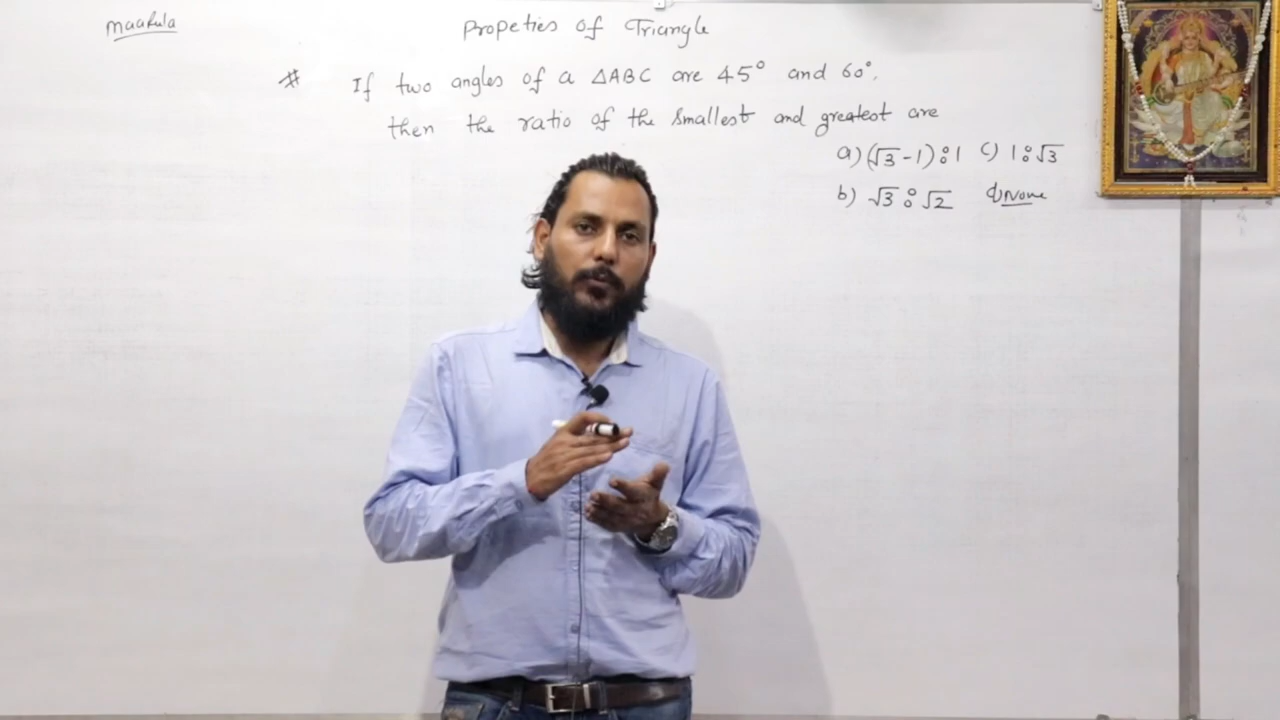 maarula
Propeties of Triangle
# If two angles of a ΔABC are 45° and 60°,
then the ratio of the smallest and greatest are
a) (√3 - 1) : 1 c) 1 : √3
b) √3 : √2 d) None